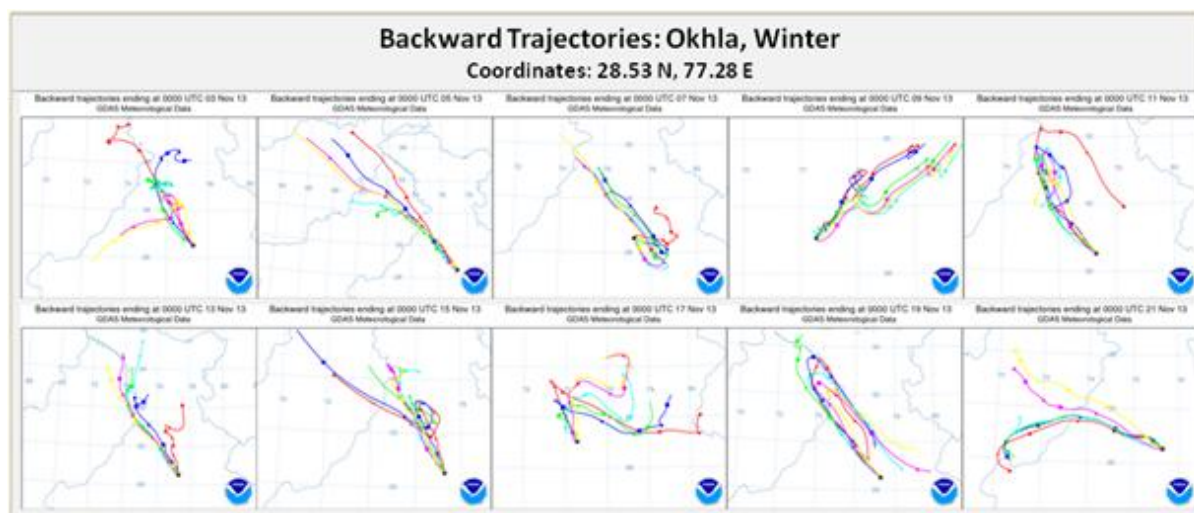 Backward Trajectories: Okhla, Winter
Coordinates: 28.53 N, 77.28 E
Backward trajectories ending at 0000 UTC 03 Nov 13
GDAS Meteorological Data
Backward trajectories ending at 0000 UTC 05 Nov 13
GDAS Meteorological Data
Backward trajectories ending at 0000 UTC 07 Nov 13
GDAS Meteorological Data
Backward trajectories ending at 0000 UTC 09 Nov 13
GDAS Meteorological Data
Backward trajectories ending at 0000 UTC 11 Nov 13
GDAS Meteorological Data
Backward trajectories ending at 0000 UTC 13 Nov 13
GDAS Meteorological Data
Backward trajectories ending at 0000 UTC 15 Nov 13
GDAS Meteorological Data
Backward trajectories ending at 0000 UTC 17 Nov 13
GDAS Meteorological Data
Backward trajectories ending at 0000 UTC 19 Nov 13
GDAS Meteorological Data
Backward trajectories ending at 0000 UTC 21 Nov 13
GDAS Meteorological Data